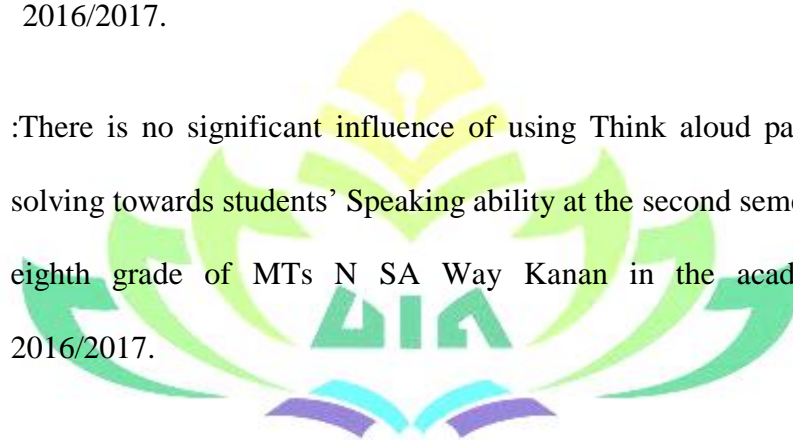 2016/2017.
:There is no significant influence of using Think aloud pa
solving towards students’ Speaking ability at the second seme
eighth grade of MTs N SA Way Kanan in the acad
2016/2017.